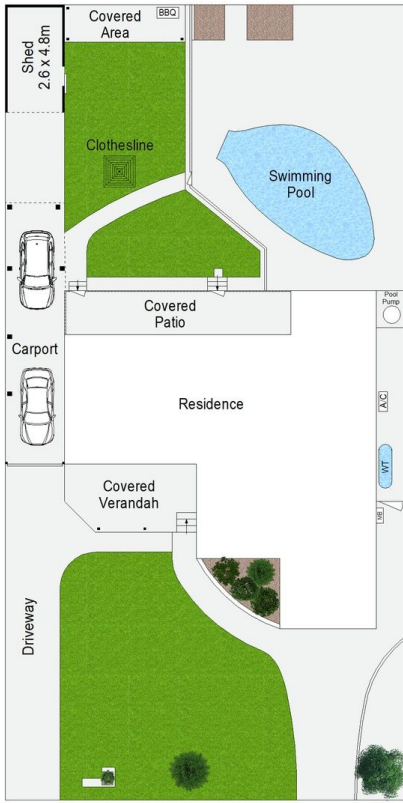 Covered
Area
BBQ
Shed
2.6 x 4.8m
Clothesline
Swimming
Pool
Covered
Patio
Pool
Pump
Carport
Residence
A/C
WT
Covered
Verandah
MB
Driveway